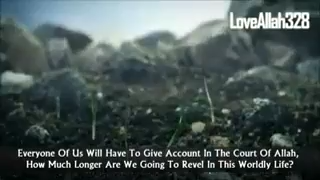 LoveAllah328
Everyone Of Us Will Have To Give Account In The Court Of Allah,
How Much Longer Are We Going To Revel In This Worldly Life?